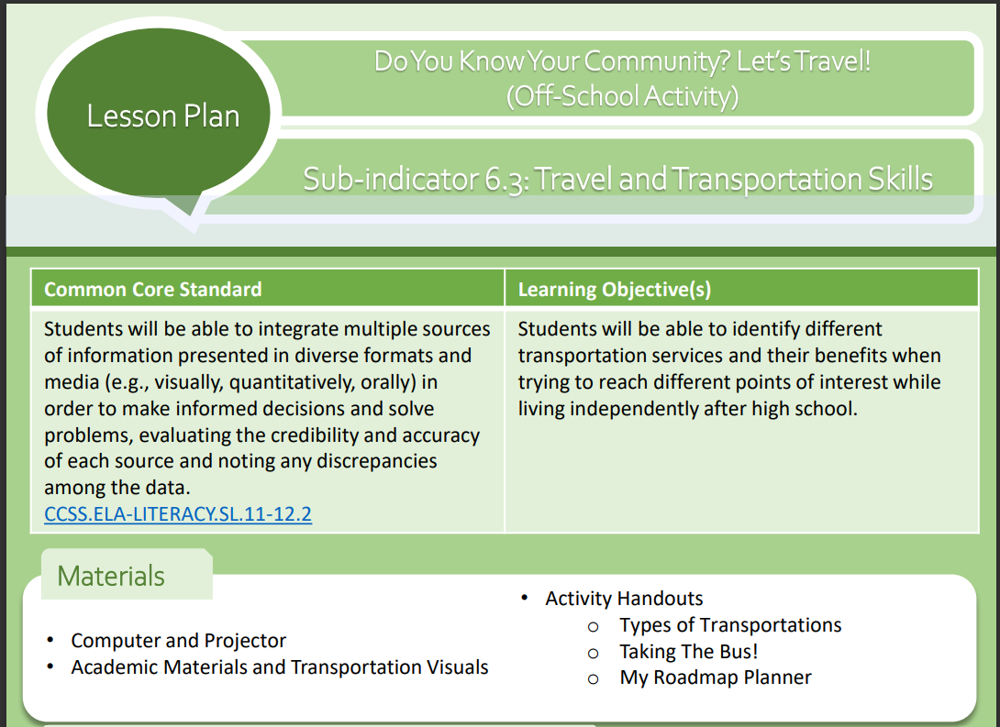 Lesson Plan
Do You Know Your Community? Let's Travel!
(Off-School Activity)
Sub-indicator 6.3: Travel and Transportation Skills
Common Core Standard
Students will be able to integrate multiple sources
of information presented in diverse formats and
media (e.g., visually, quantitatively, orally) in
order to make informed decisions and solve
problems, evaluating the credibility and accuracy
of each source and noting any discrepancies
among the data.
CCSS.ELA-LITERACY.SL.11-12.2
Learning Objective(s)
Students will be able to identify different
transportation services and their benefits when
trying to reach different points of interest while
living independently after high school.
Materials
• Computer and Projector
• Academic Materials and Transportation Visuals
• Activity Handouts
o Types of Transportations
o Taking The Bus!
o My Roadmap Planner